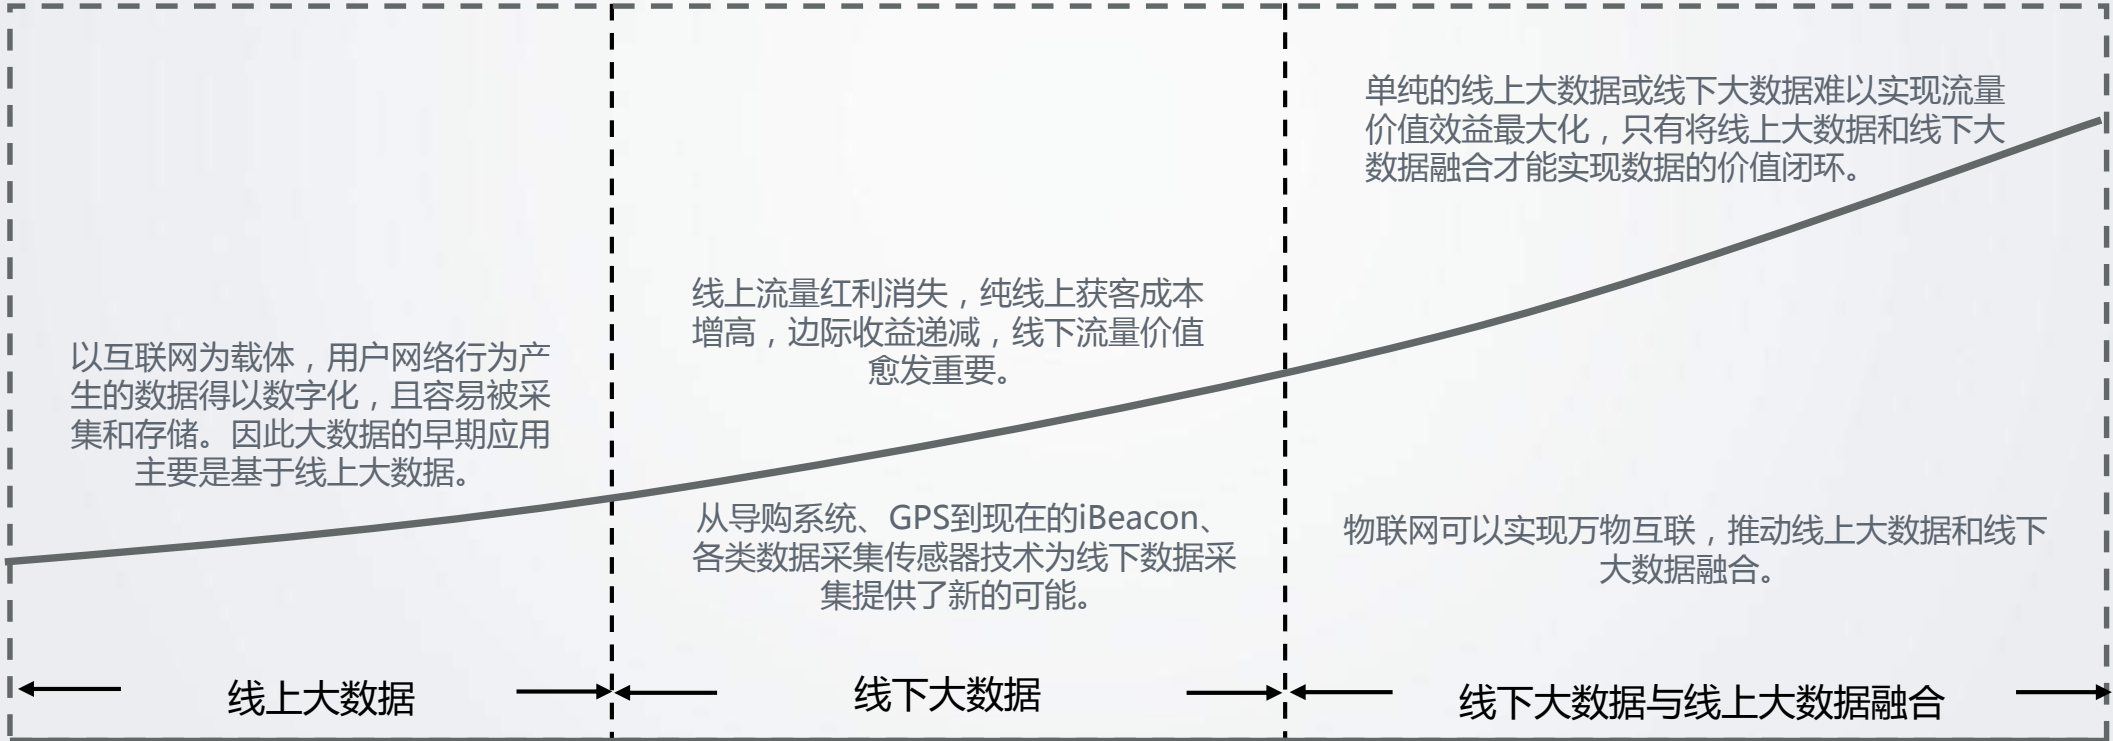 以互联网为载体，用户网络行为产
生的数据得以数字化，且容易被采
集和存储。因此大数据的早期应用
主要是基于线上大数据。
线上大数据
线上流量红利消失，纯线上获客成本
增高，边际收益递减，线下流量价值
愈发重要。
从导购系统、GPS到现在的iBeacon、
各类数据采集传感器技术为线下数据采
集提供了新的可能。
线下大数据
单纯的线上大数据或线下大数据难以实现流量
价值效益最大化，只有将线上大数据和线下大
数据融合才能实现数据的价值闭环。
物联网可以实现万物互联，推动线上大数据和线下
大数据融合。
线下大数据与线上大数据融合